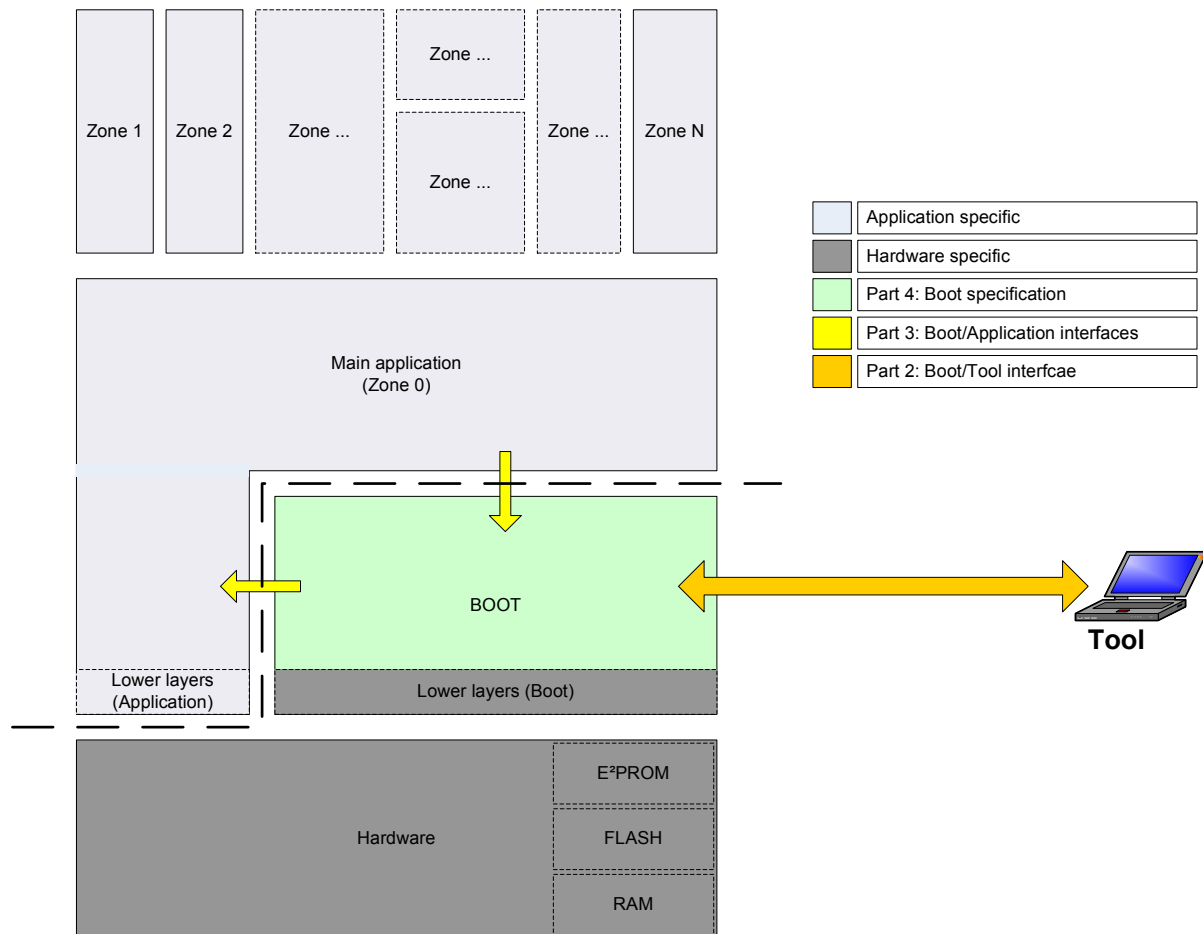 Zone ...
Zone 1
Zone 2
Zone ...
Zone ...
Zone ...
Zone N
Application specific
Hardware specific
Part 4: Boot specification
Part 3: Boot/Application interfaces
Part 2: Boot/Tool interfcae
Main application
(Zone 0)
BOOT
Tool
Lower layers
(Application)
Lower layers (Boot)
Hardware
E²PROM
FLASH
RAM